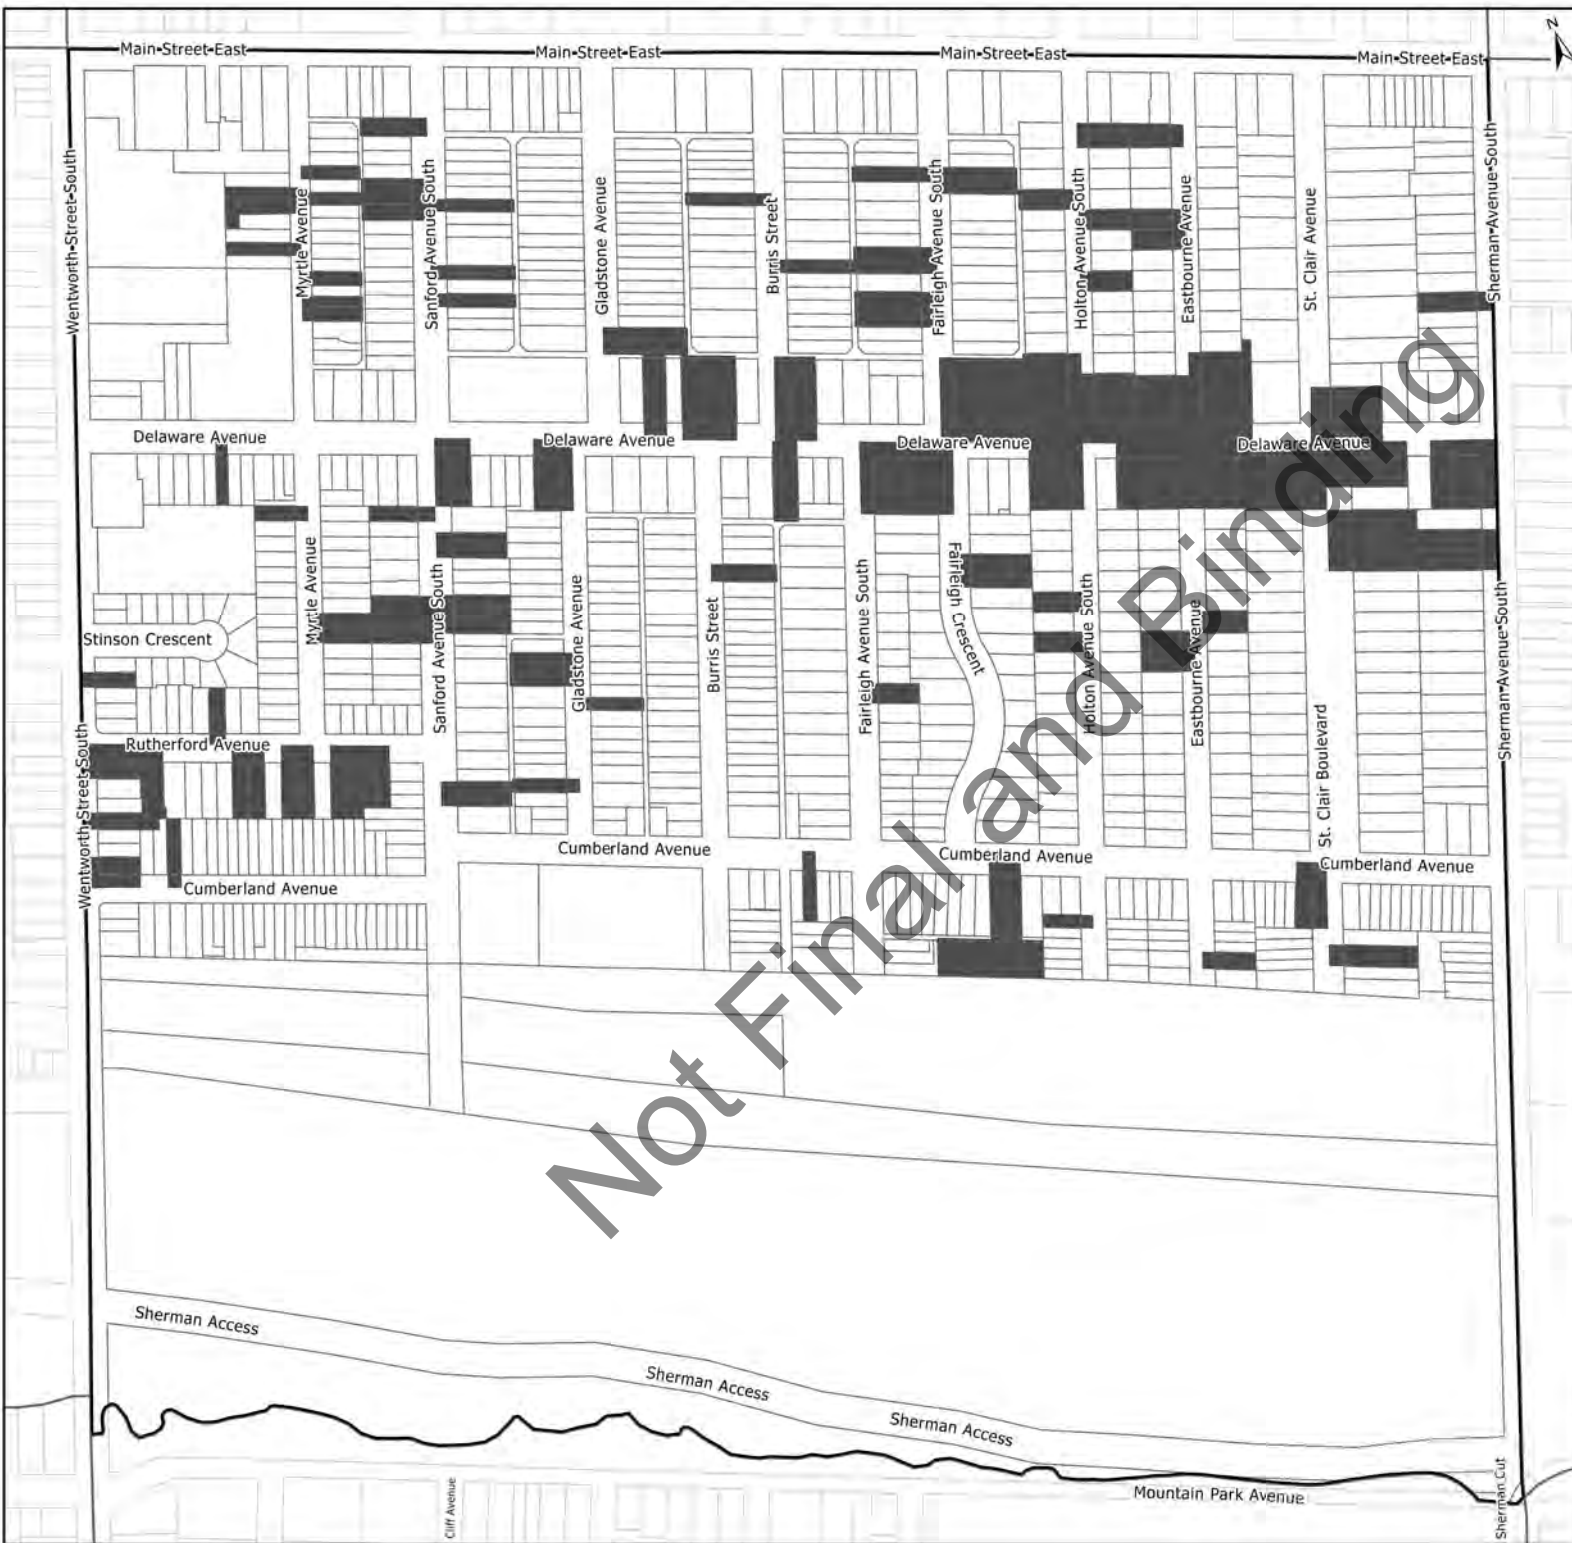 Main Street East
Main Street East
Main Street East
Main Street East
N
Wentworth Street South
Myrtle Avenue
Sanford Avenue South
Gladstone Avenue
Burris Street
Fairleigh Avenue South
Holton Avenue South
Eastbourne Avenue
St. Clair Avenue
Sherman Avenue South
Delaware Avenue
Delaware Avenue
Delaware Avenue
Delaware Avenue
Myrtle Avenue
Sanford Avenue South
Gladstone Avenue
Burris Street
Fairleigh Avenue South
Fairleigh Crescent
Holton Avenue South
Eastbourne Avenue
St. Clair Boulevard
Sherman Avenue South
Stinson Crescent
Rutherford Avenue
Wentworth Street South
Cumberland Avenue
Cumberland Avenue
Cumberland Avenue
Cumberland Avenue
Not Final and Binding
Sherman Access
Sherman Access
Sherman Access
Mountain Park Avenue
Cliff Avenue
Sherman Cut